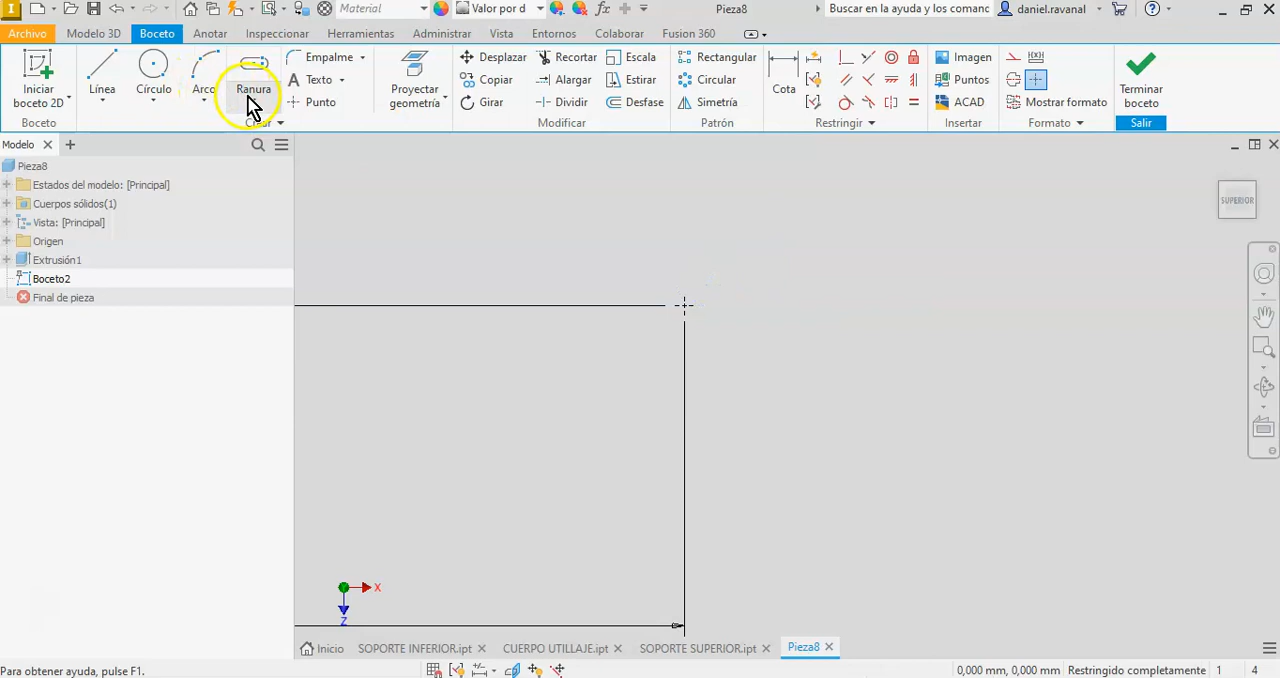 Material
Valor por d
Pieza8
Buscar en la ayuda y los comanc
daniel.ravanal
Archivo Modelo 3D Boceto Anotar Inspeccionar Herramientas Administrar Vista Entornos Colaborar Fusion 360
Empalme Desplazar Recortar Escala Rectangular Imagen
Texto Copiar Alargar Estirar Circular Puntos
Iniciar Línea Círculo Arco Ranura Proyectar Cota Terminar
boceto 2D Punto geometría Girar Dividir Desfase Simetría ACAD Mostrar formato boceto
Boceto Crear Modificar Patrón Restringir Insertar Formato Salir
Modelo
Pieza8
Estados del modelo: [Principal]
Cuerpos sólidos(1)
Vista: [Principal]
Origen
Extrusión1
Boceto2
Final de pieza
SUPERIOR
X
Z
Inicio SOPORTE INFERIOR.ipt CUERPO UTILLAJE.ipt SOPORTE SUPERIOR.ipt Pieza8
Para obtener ayuda, pulse F1. 0,000 mm, 0,000 mm Restringido completamente 1 4